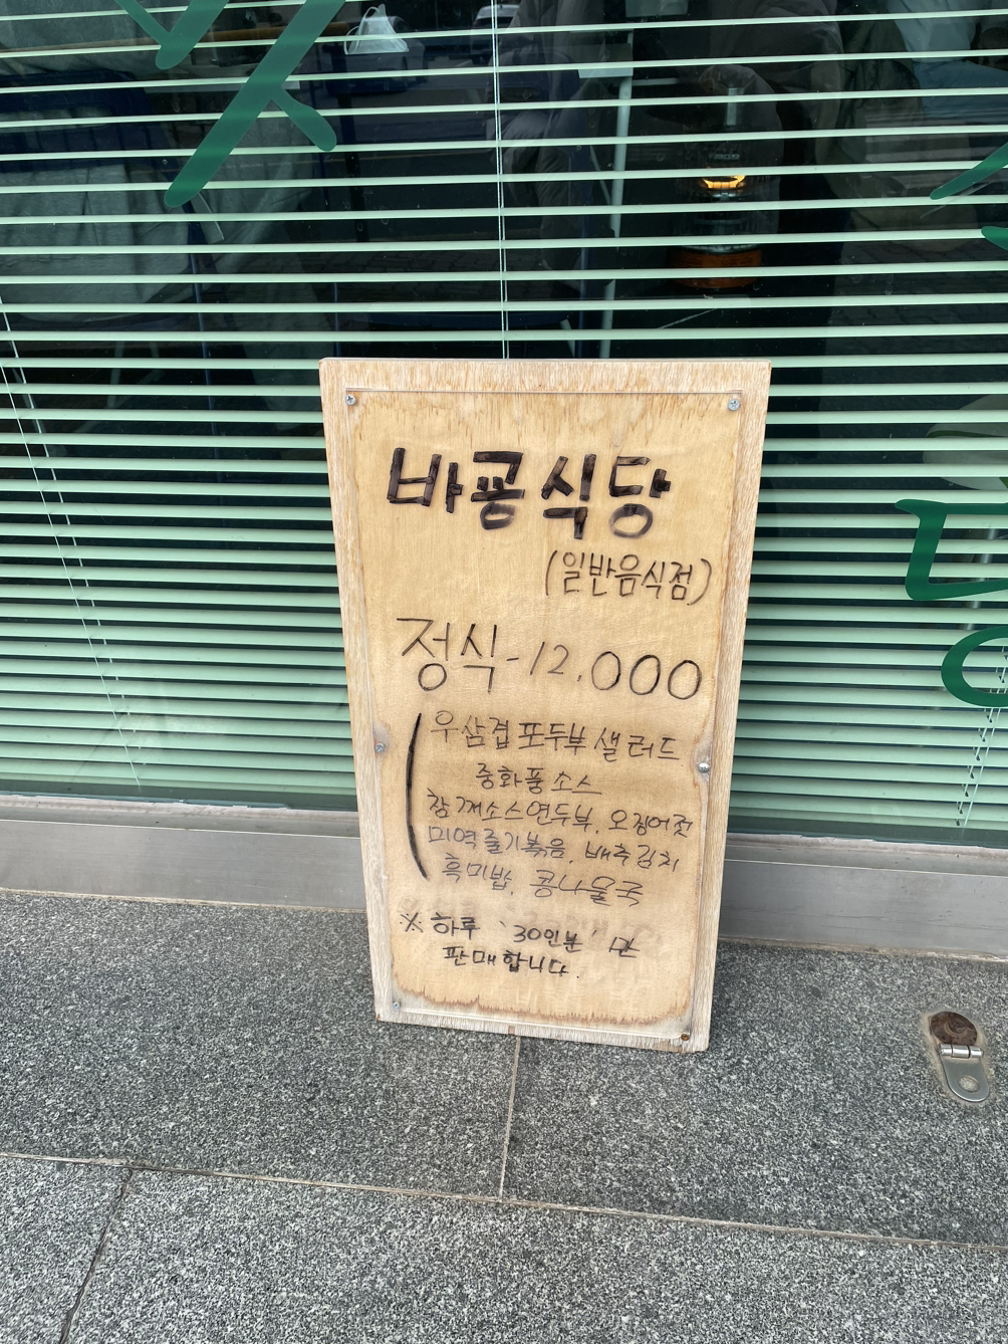 바공식당
(일반음식점)
정식-12,000
우삼겹포두부샐러드
중화풍소스
참깨소스연두부, 오징어젓
미역줄기볶음, 배추김치
흑미밥, 콩나물국
※ 하루 '30인분' 만
판매합니다.